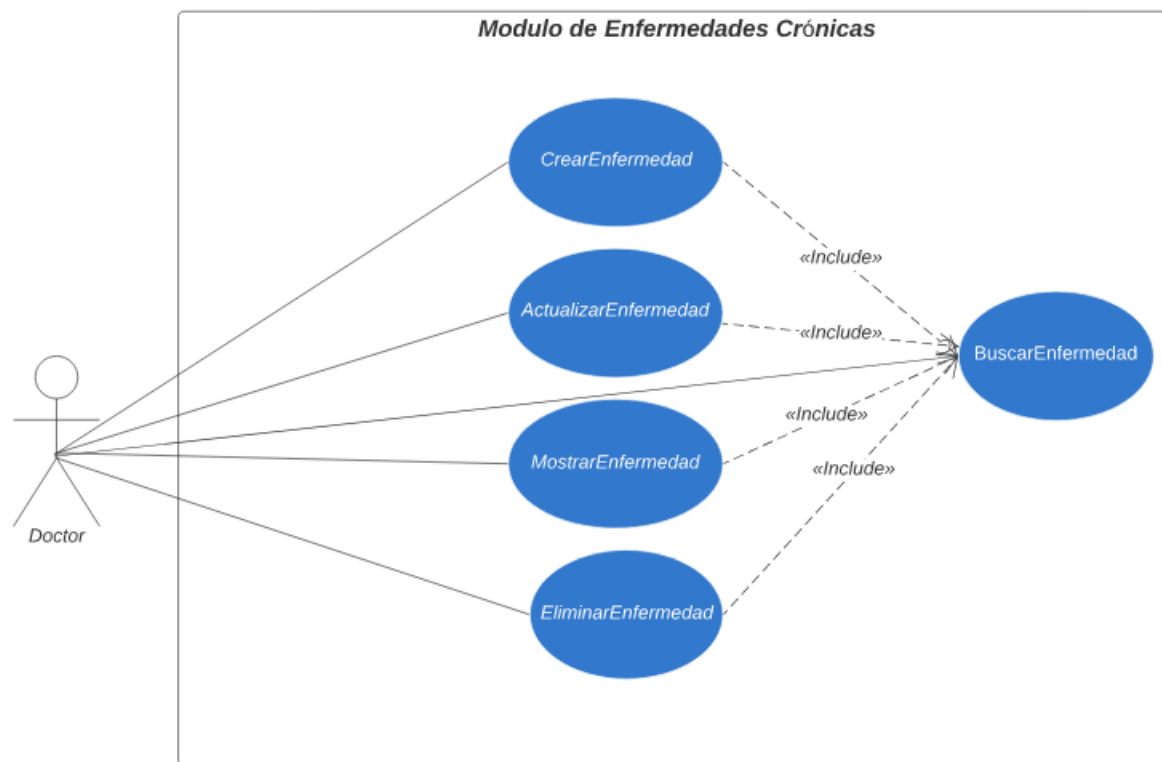 Modulo de Enfermedades Crónicas
CrearEnfermedad
«Include»
ActualizarEnfermedad
«Include»
BuscarEnfermedad
«Include»
MostrarEnfermedad
«Include»
Doctor
EliminarEnfermedad